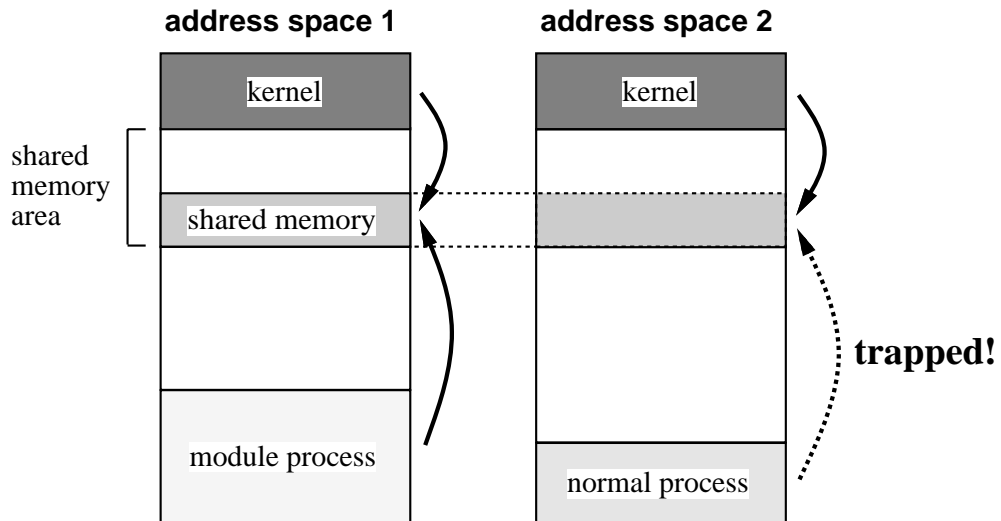 address space 1
address space 2
kernel
kernel
shared
memory
area
shared memory
trapped!
module process
normal process